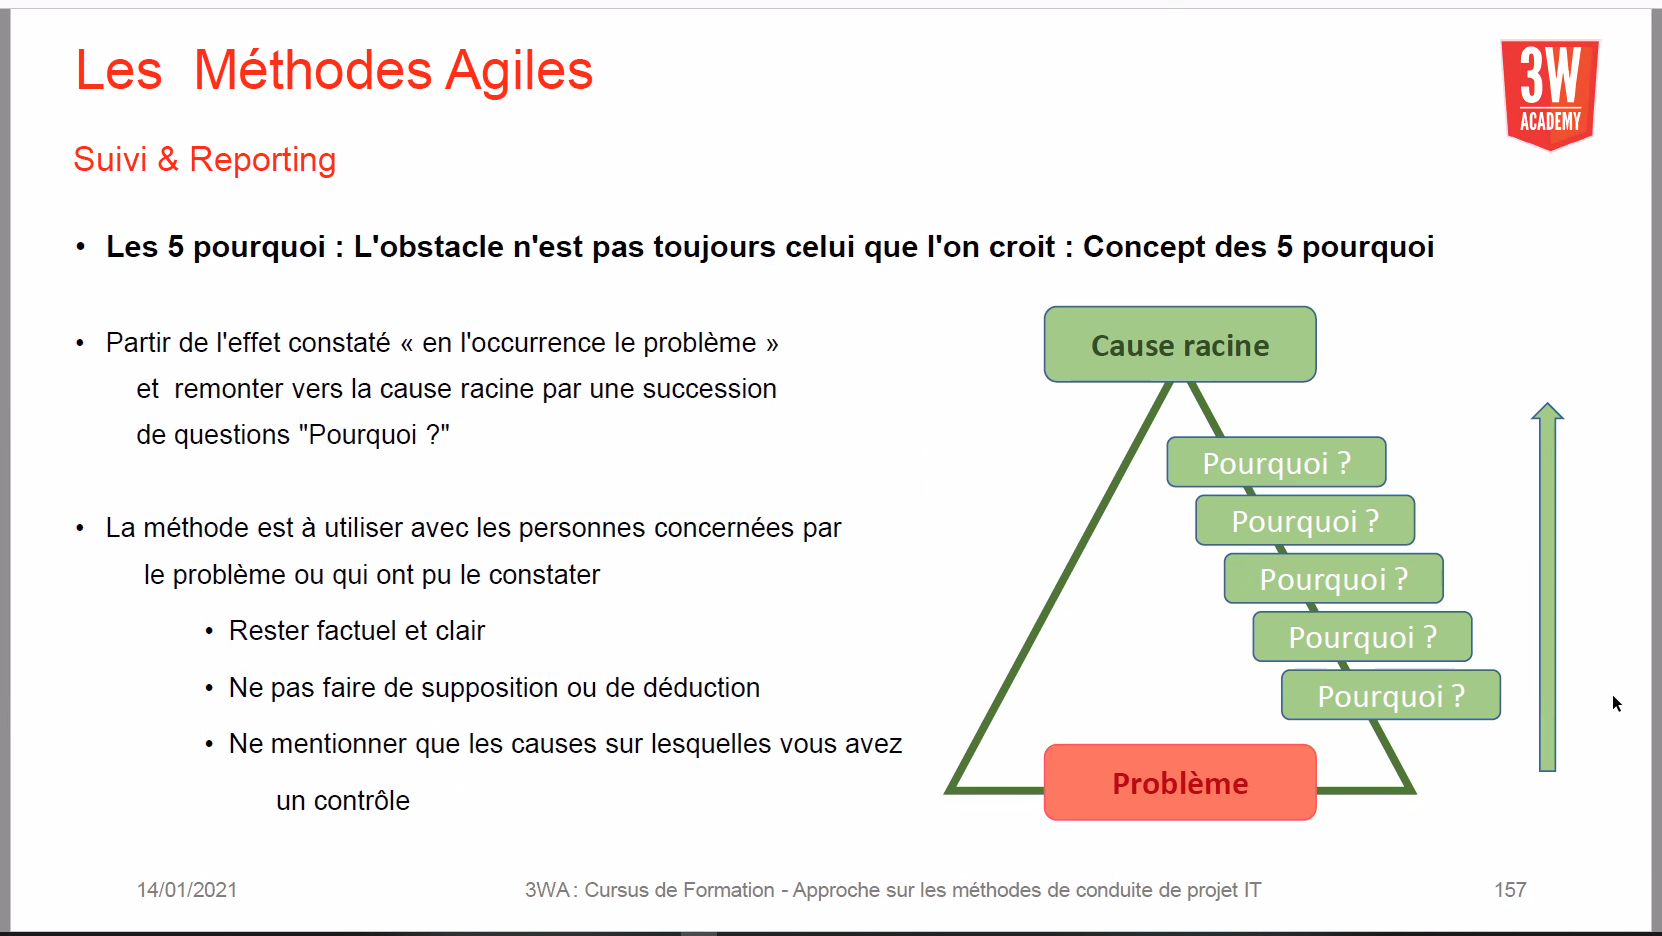 Les  Méthodes Agiles
3W
ACADEMY
Suivi & Reporting
• Les 5 pourquoi : L'obstacle n'est pas toujours celui que l'on croit : Concept des 5 pourquoi
• Partir de l'effet constaté « en l'occurrence le problème »
et  remonter vers la cause racine par une succession
de questions "Pourquoi ?"
• La méthode est à utiliser avec les personnes concernées par
le problème ou qui ont pu le constater
• Rester factuel et clair
• Ne pas faire de supposition ou de déduction
• Ne mentionner que les causes sur lesquelles vous avez
un contrôle
Cause racine
Pourquoi ?
Pourquoi ?
Pourquoi ?
Pourquoi ?
Pourquoi ?
Problème
14/01/2021
3WA : Cursus de Formation - Approche sur les méthodes de conduite de projet IT
157